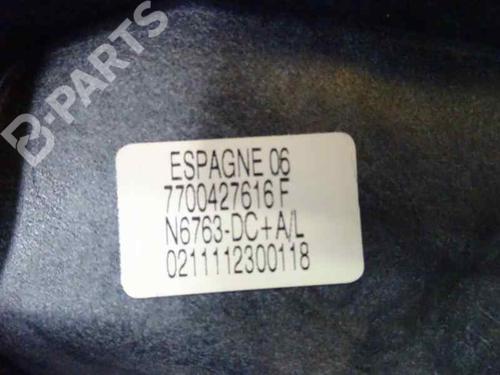 B-PARTS
ESPAGNE 06
7700427616 F
N6763-DC+A/L
0211112300118